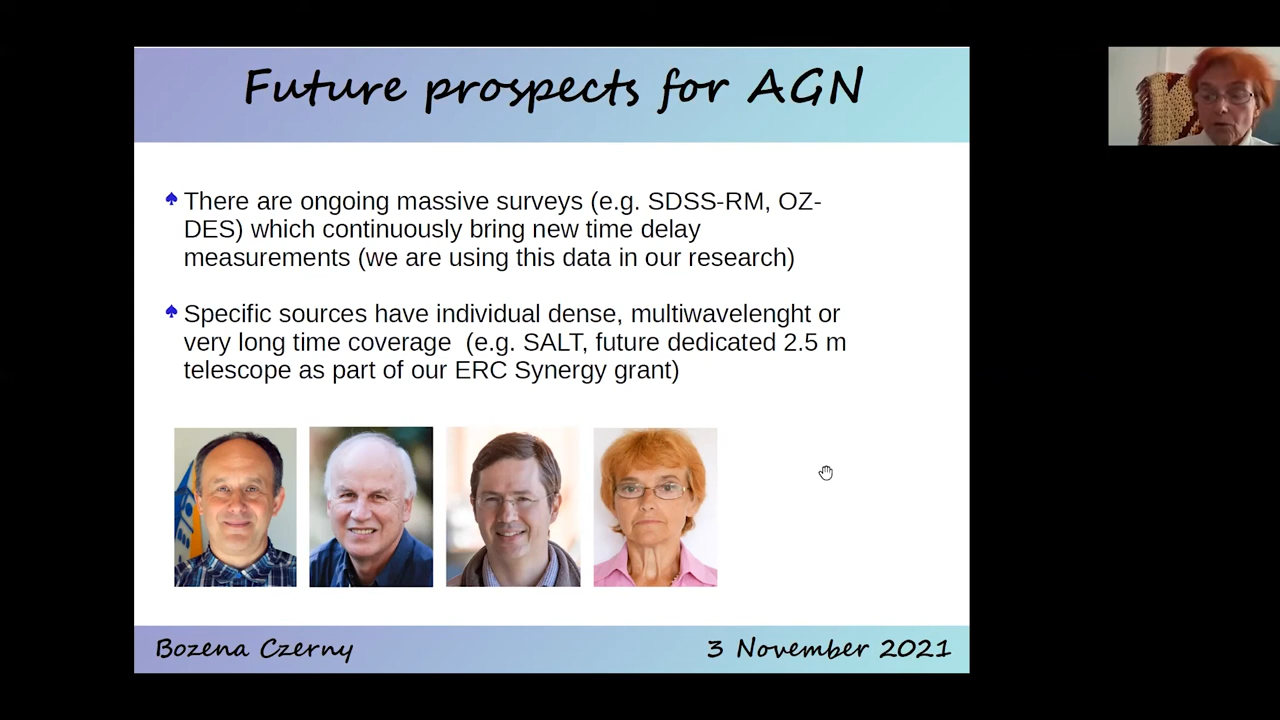 Future prospects for AGN
There are ongoing massive surveys (e.g. SDSS-RM, OZ-
DES) which continuously bring new time delay
measurements (we are using this data in our research)
Specific sources have individual dense, multiwavelenght or
very long time coverage  (e.g. SALT, future dedicated 2.5 m
telescope as part of our ERC Synergy grant)
Bozena Czerny
3 November 2021